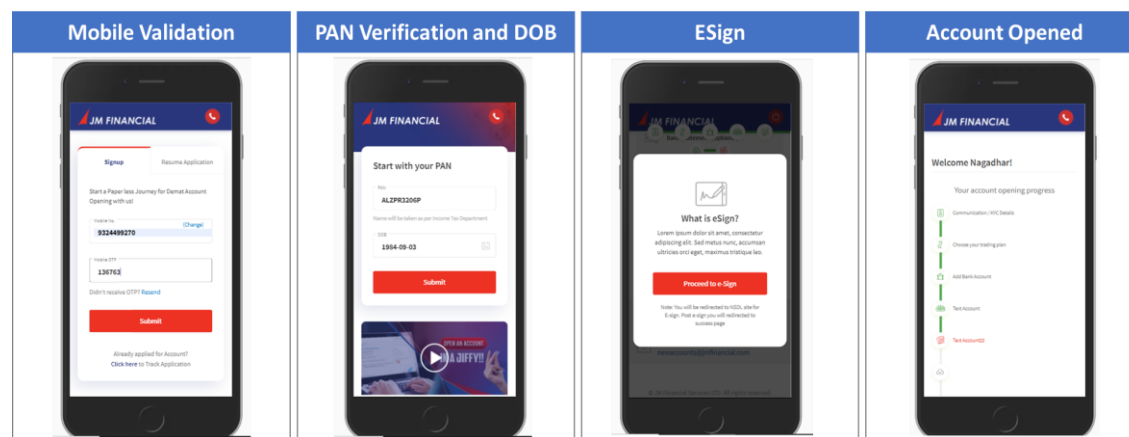 Mobile Validation
JM FINANCIAL
Signup
Resume Application
Start a Paper less Journey for Demat Account
Opening with us!
Mobile No.
9324499270
(Change)
Mobile OTP
136763
Didn't receive OTP? Resend
Submit
Already applied for Account?
Click here to Track Application
PAN Verification and DOB
JM FINANCIAL
Start with your PAN
PAN
ALZPR3206P
Name will be taken as per Income Tax Department
DOB
1984-09-03
Submit
OPEN AN ACCOUNT
IN A JIFFY!!
ESign
JM FINANCIAL
What is eSign?
Lorem ipsum dolor sit amet, consectetur
adipiscing elit. Sed metus nunc, accumsan
ultricies orci eget, maximus tristique leo.
Proceed to e-Sign
Note: You will be redirected to NSDL site for
E-sign. Post e-sign you will redirected to
success page
Account Opened
JM FINANCIAL
Welcome Nagadhar!
Your account opening progress
Communication / KYC Details
Choose your trading plan
Add Bank Account
Text Account